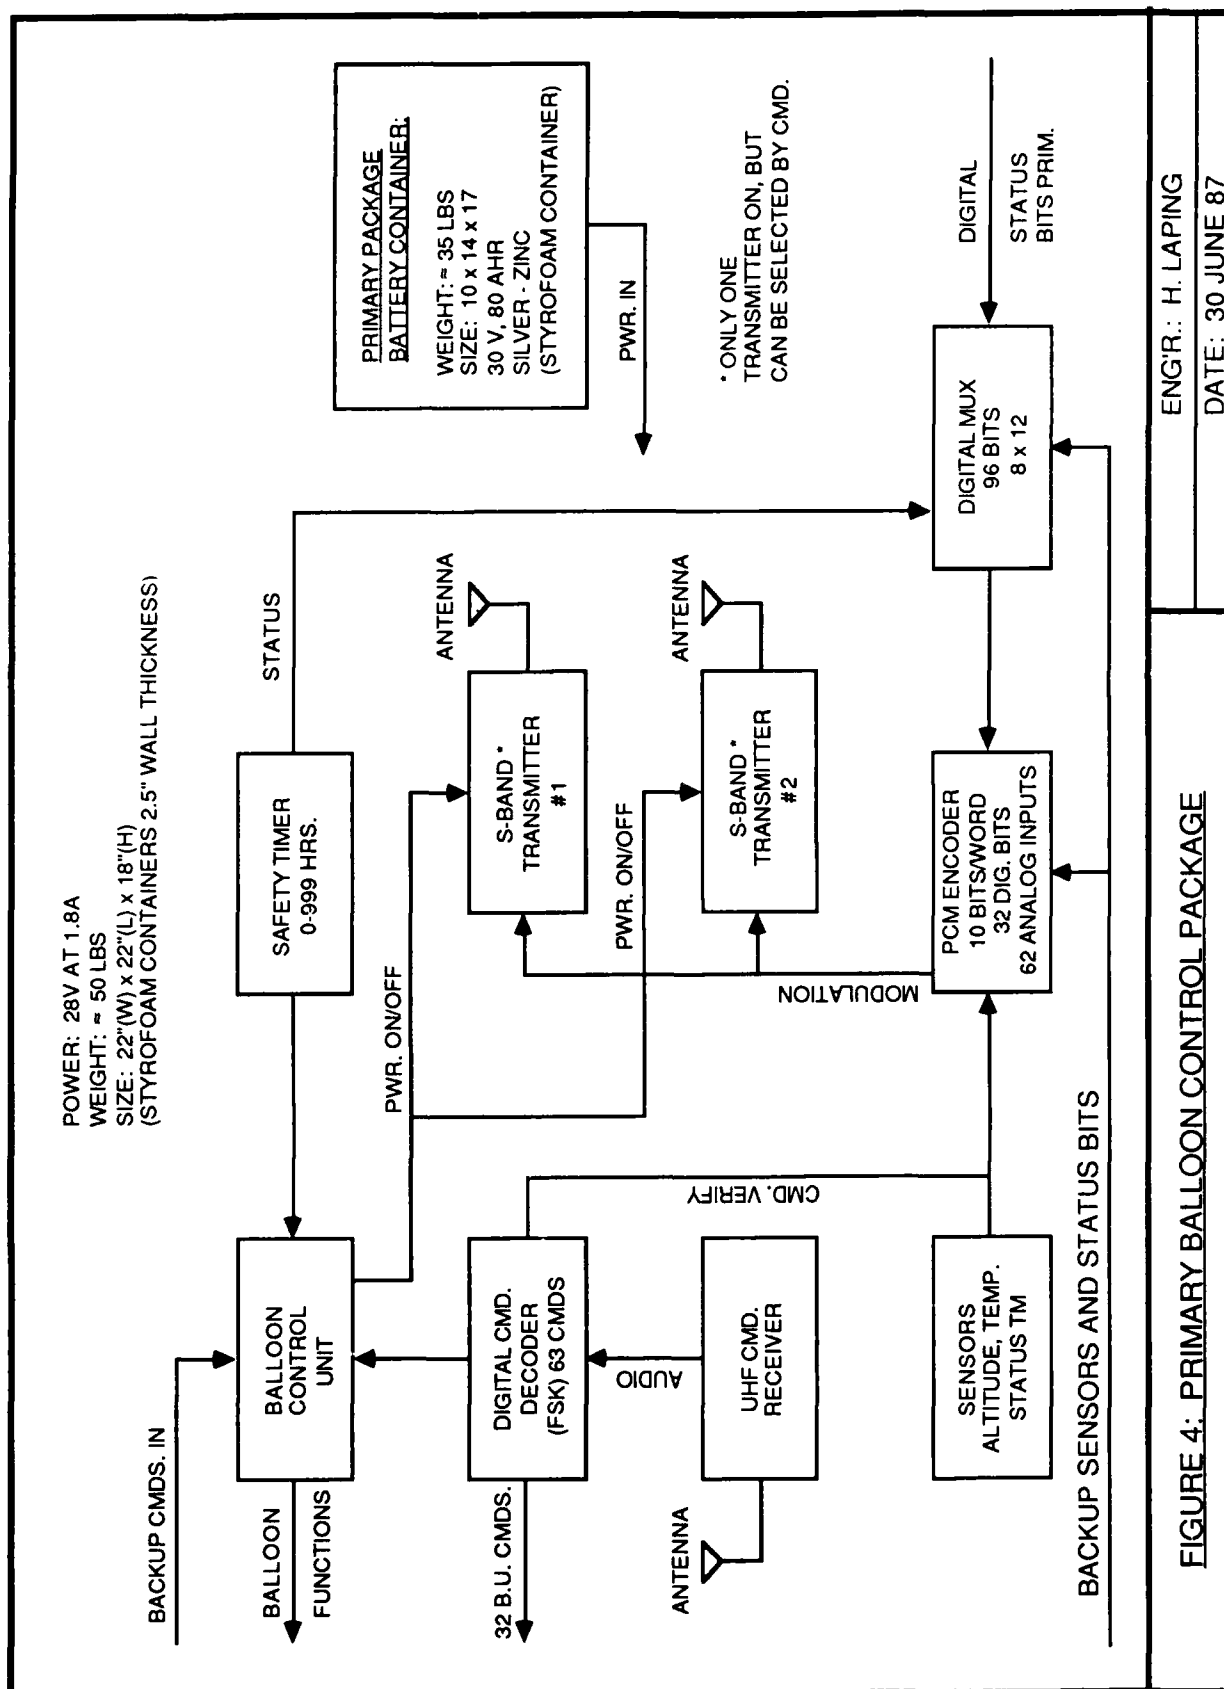 POWER: 28V AT 1.8A
WEIGHT: ≈ 50 LBS
SIZE: 22"(W) x 22"(L) x 18"(H)
(STYROFOAM CONTAINERS 2.5" WALL THICKNESS)
BACKUP CMDS. IN
BALLOON
FUNCTIONS
BALLOON
CONTROL
UNIT
SAFETY TIMER
0-999 HRS.
STATUS
PRIMARY PACKAGE
BATTERY CONTAINER:
WEIGHT: ≈ 35 LBS
SIZE: 10 x 14 x 17
30 V, 80 AHR
SILVER - ZINC
(STYROFOAM CONTAINER)
PWR. IN
PWR. ON/OFF
32 B.U. CMDS.
DIGITAL CMD.
DECODER
(FSK) 63 CMDS
S-BAND *
TRANSMITTER
#1
ANTENNA
PWR. ON/OFF
AUDIO
CMD. VERIFY
MODULATION
ANTENNA
UHF CMD.
RECEIVER
S-BAND *
TRANSMITTER
#2
ANTENNA
* ONLY ONE
TRANSMITTER ON, BUT
CAN BE SELECTED BY CMD.
SENSORS
ALTITUDE, TEMP.
STATUS TM
PCM ENCODER
10 BITS/WORD
32 DIG. BITS
62 ANALOG INPUTS
DIGITAL MUX
96 BITS
8 x 12
DIGITAL
STATUS
BITS PRIM.
BACKUP SENSORS AND STATUS BITS
FIGURE 4: PRIMARY BALLOON CONTROL PACKAGE
ENG'R.: H. LAPING
DATE: 30 JUNE 87